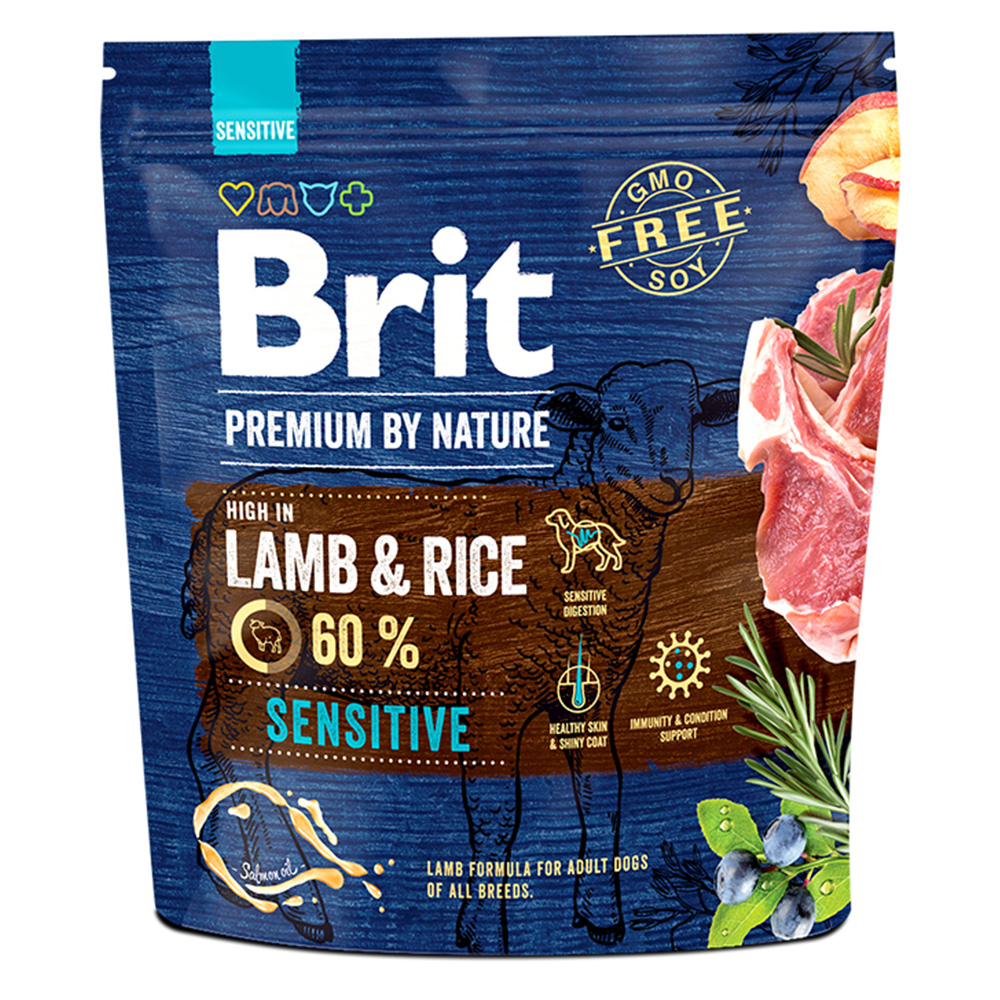 SENSITIVE
Brit
PREMIUM BY NATURE
GMO
FREE
SOY
HIGH IN
LAMB & RICE
60 %
SENSITIVE
SENSITIVE
DIGESTION
HEALTHY SKIN
& SHINY COAT
IMMUNITY & CONDITION
SUPPORT
Salmon oil
LAMB FORMULA FOR ADULT DOGS
OF ALL BREEDS.